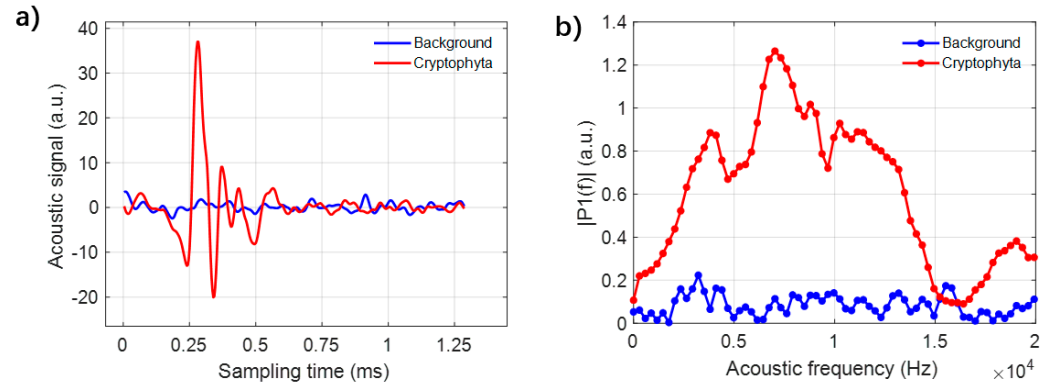 a)
Acoustic signal (a.u.)
40
30
20
10
0
-10
-20
Background
Cryptophyta
0
0.25
0.5
0.75
1
1.25
Sampling time (ms)
b)
|P1(f)| (a.u.)
1.4
1.2
1
0.8
0.6
0.4
0.2
0
Background
Cryptophyta
0
0.5
1
1.5
2
Acoustic frequency (Hz)
×10⁴